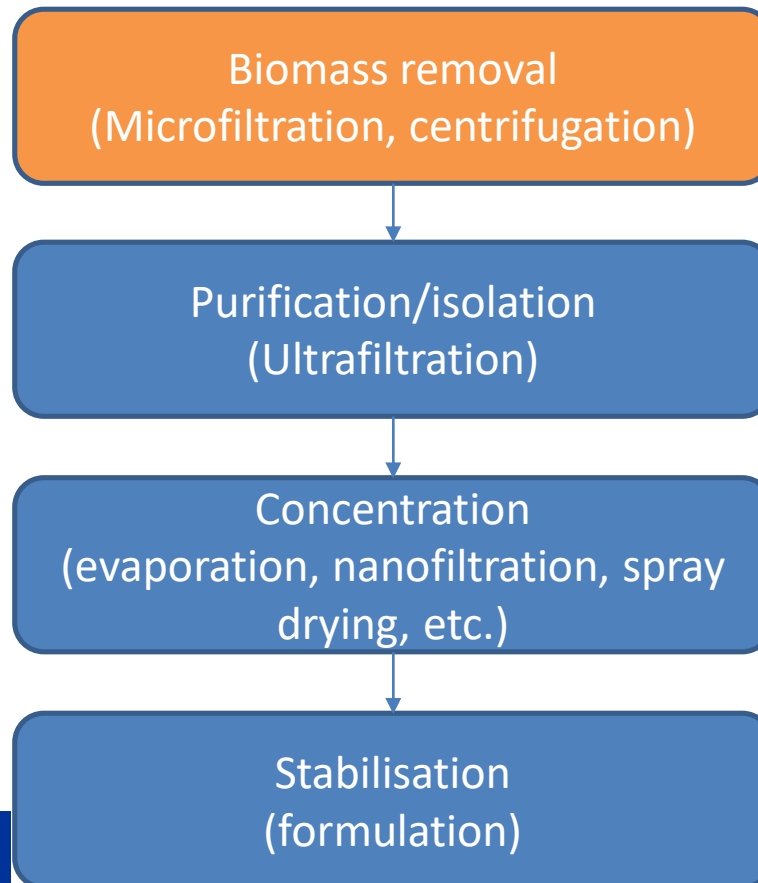 Biomass removal
(Microfiltration, centrifugation)
Purification/isolation
(Ultrafiltration)
Concentration
(evaporation, nanofiltration, spray
drying, etc.)
Stabilisation
(formulation)